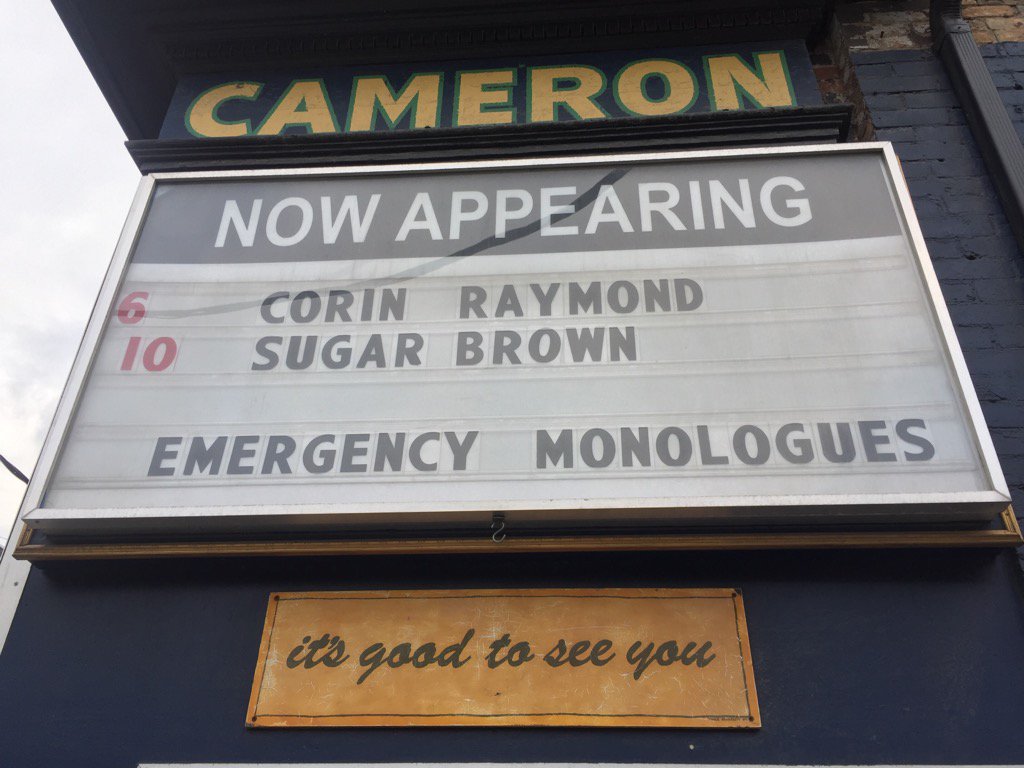 CAMERON
NOW APPEARING
6 CORIN RAYMOND
10 SUGAR BROWN
EMERGENCY MONOLOGUES
it's good to see you